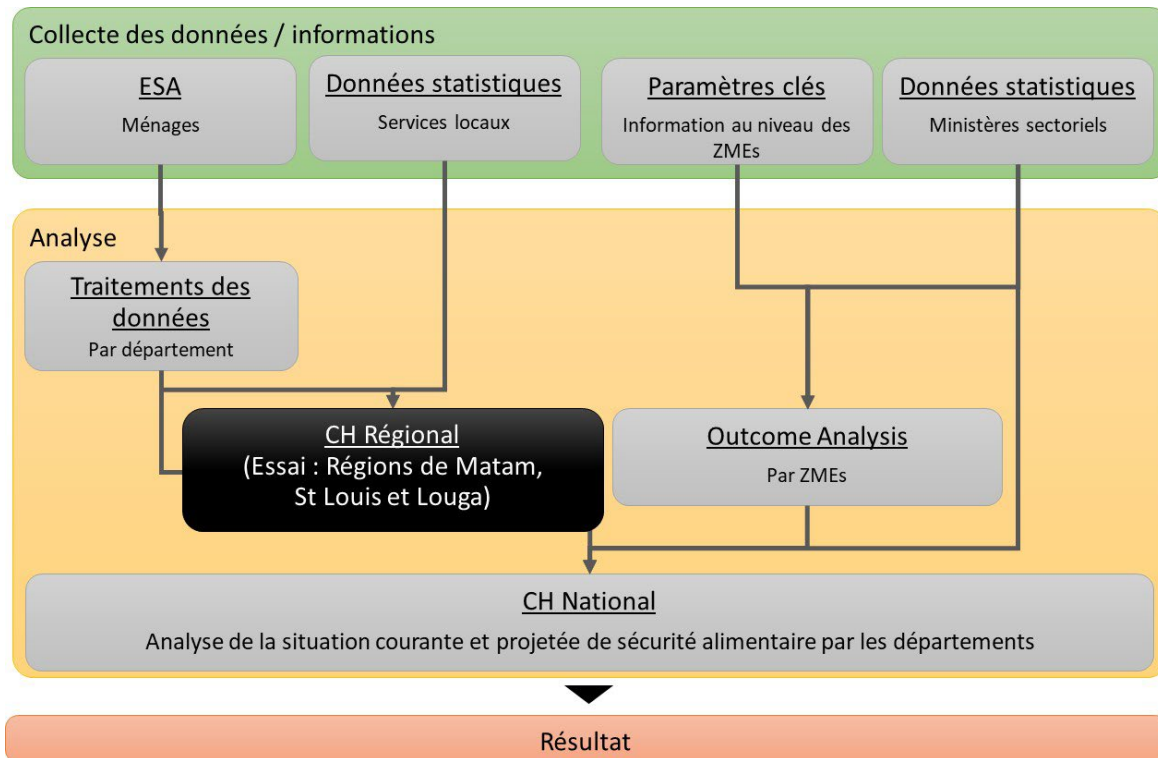 Collecte des données / informations
ESA
Ménages
Données statistiques
Services locaux
Paramètres clés
Information au niveau des
ZMEs
Données statistiques
Ministères sectoriels
Analyse
Traitements des
données
Par département
CH Régional
(Essai : Régions de Matam,
St Louis et Louga)
Outcome Analysis
Par ZMEs
CH National
Analyse de la situation courante et projetée de sécurité alimentaire par les départements
Résultat